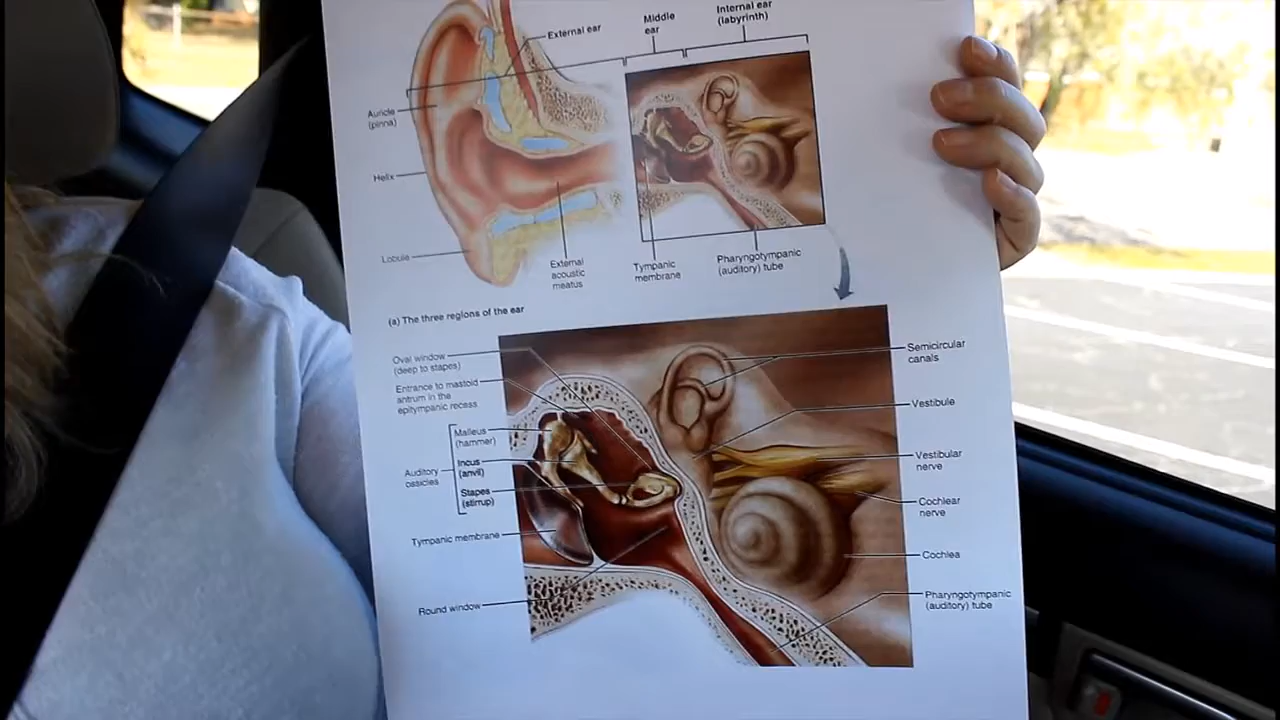 Middle
ear
Internal ear
(labyrinth)
External ear
Auricle
(pinna)
Helix
Lobule
External
acoustic
meatus
Tympanic
membrane
Pharyngotympanic
(auditory) tube
(a) The three regions of the ear
Oval window
(deep to stapes)
Entrance to mastoid
antrum in the
epitympanic recess
Malleus
(hammer)
Incus
(anvil)
Stapes
(stirrup)
Auditory
ossicles
Tympanic membrane
Round window
Semicircular
canals
Vestibule
Vestibular
nerve
Cochlear
nerve
Cochlea
Pharyngotympanic
(auditory) tube